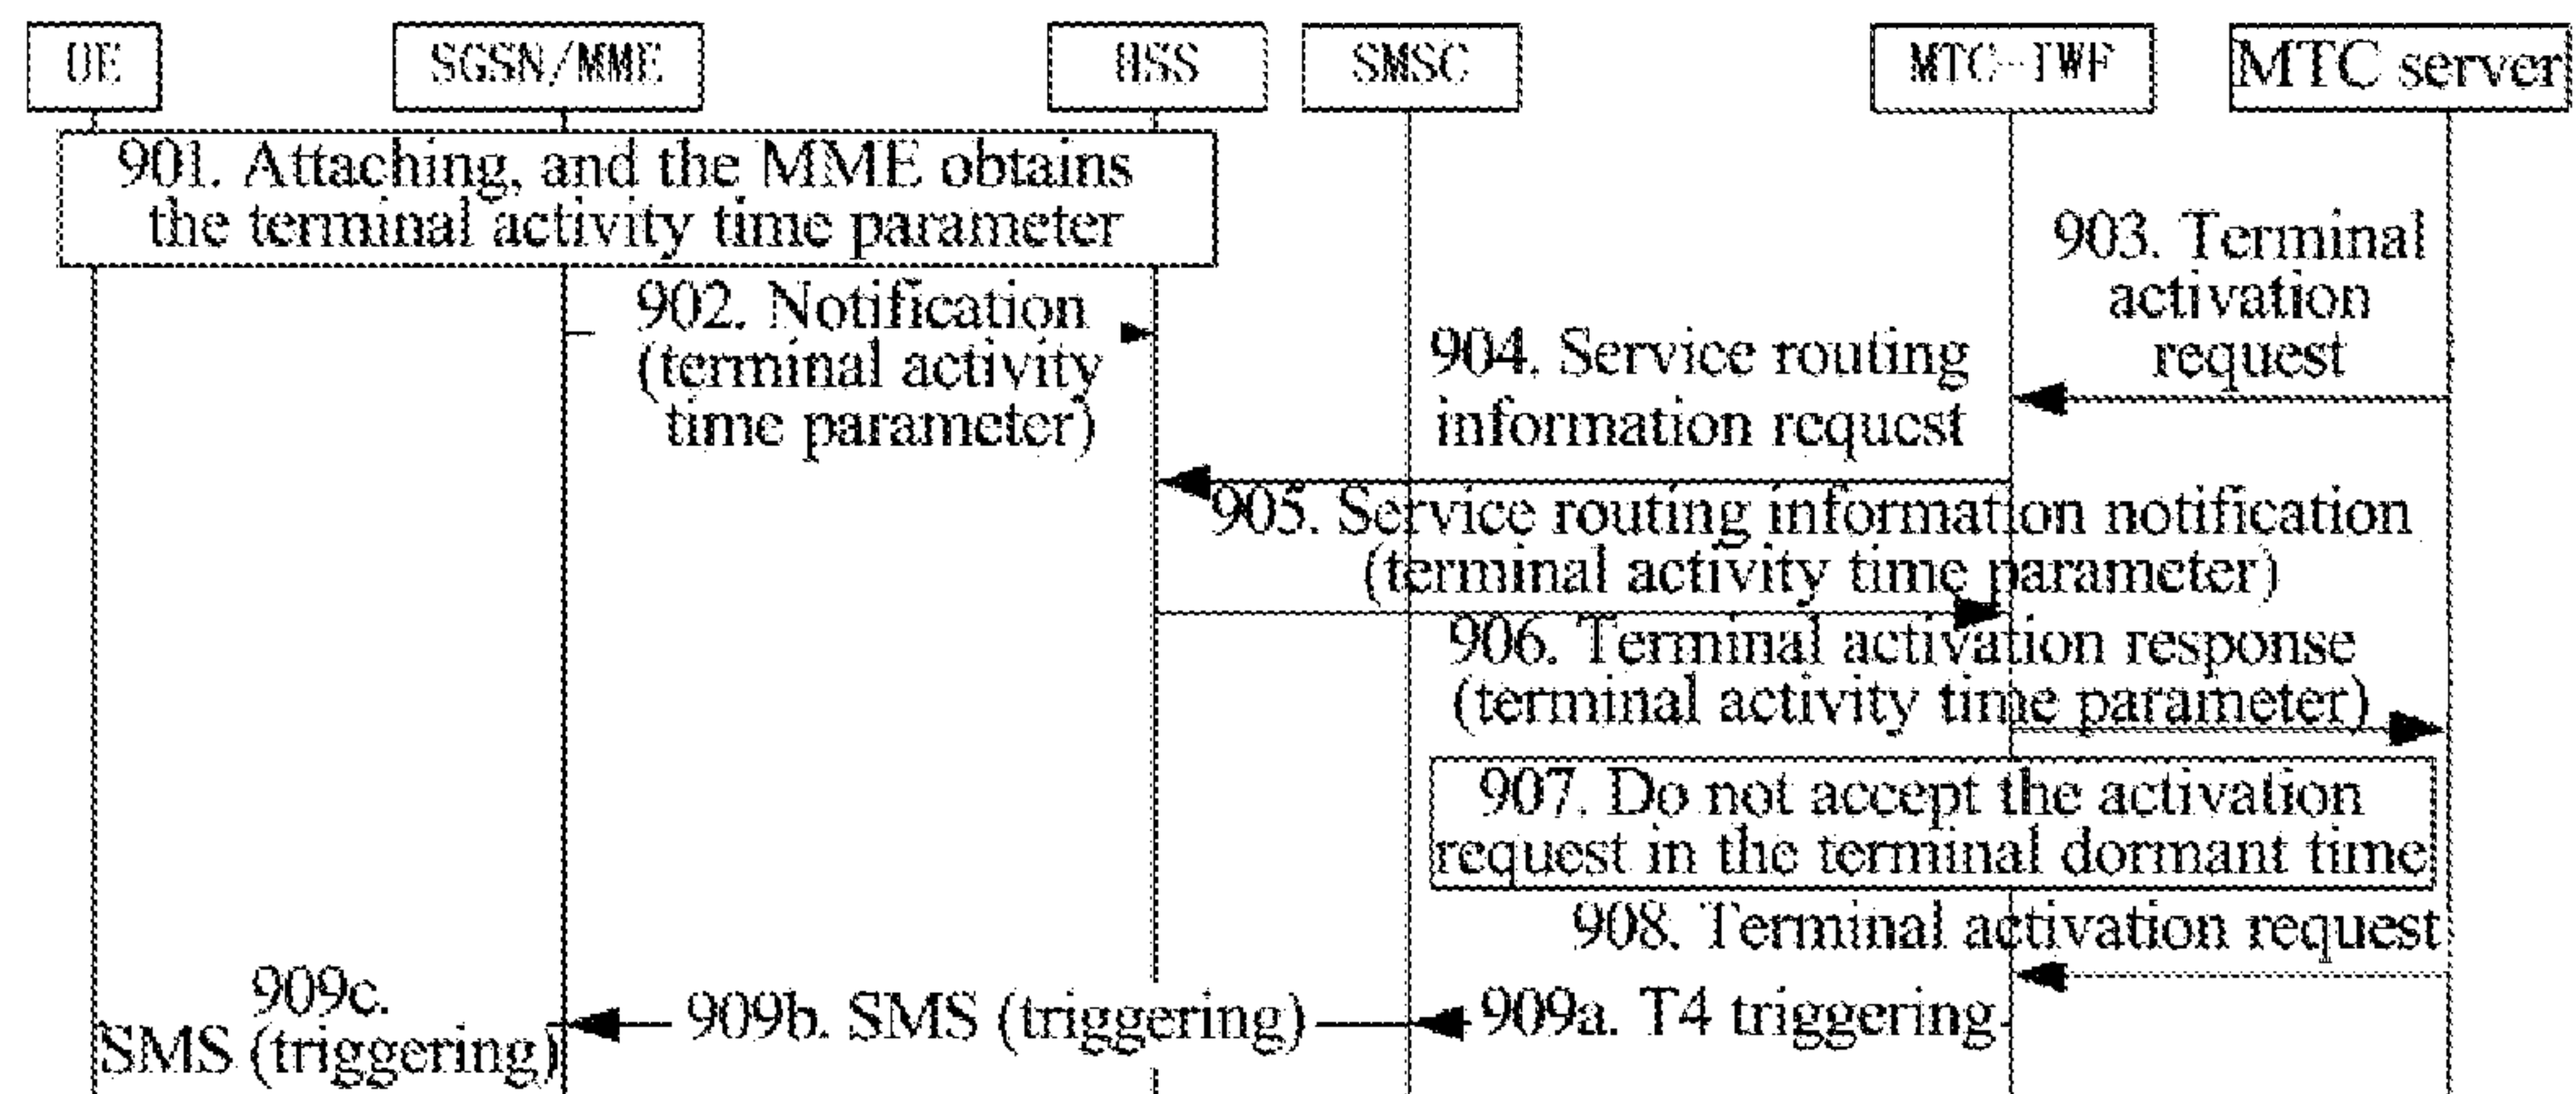 UE
SGSN/MME
HSS
SMSC
MTC-IWF
MTC server
901. Attaching, and the MME obtains
the terminal activity time parameter
902. Notification
(terminal activity
time parameter)
903. Terminal
activation
request
904. Service routing
information request
905. Service routing information notification
(terminal activity time parameter)
906. Terminal activation response
(terminal activity time parameter)
907. Do not accept the activation
request in the terminal dormant time
908. Terminal activation request
909c.
SMS (triggering)
909b. SMS (triggering)
909a. T4 triggering